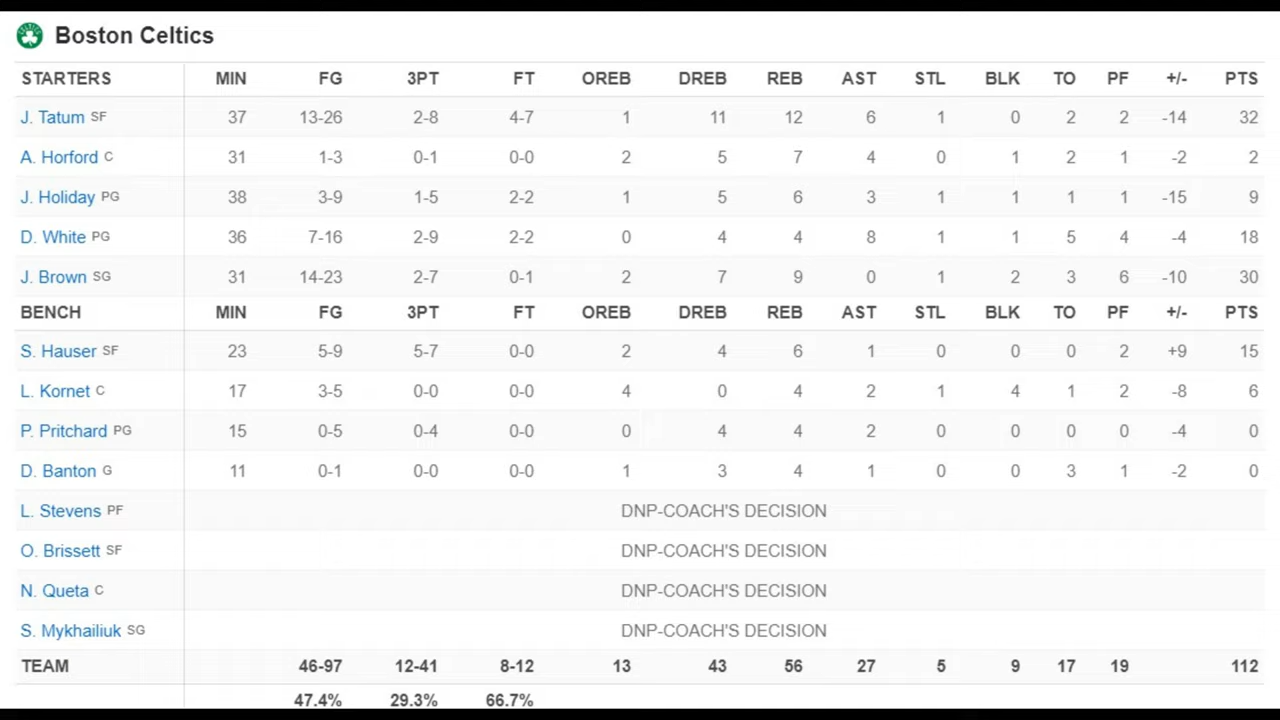 Boston Celtics
STARTERS MIN FG 3PT FT OREB DREB REB AST STL BLK TO PF +/- PTS
J. Tatum SF 37 13-26 2-8 4-7 1 11 12 6 1 0 2 2 -14 32
A. Horford C 31 1-3 0-1 0-0 2 5 7 4 0 1 2 1 -2 2
J. Holiday PG 38 3-9 1-5 2-2 1 5 6 3 1 1 1 1 -15 9
D. White PG 36 7-16 2-9 2-2 0 4 4 8 1 1 5 4 -4 18
J. Brown SG 31 14-23 2-7 0-1 2 7 9 0 1 2 3 6 -10 30
BENCH MIN FG 3PT FT OREB DREB REB AST STL BLK TO PF +/- PTS
S. Hauser SF 23 5-9 5-7 0-0 2 4 6 1 0 0 0 2 +9 15
L. Kornet C 17 3-5 0-0 0-0 4 0 4 2 1 4 1 2 -8 6
P. Pritchard PG 15 0-5 0-4 0-0 0 4 4 2 0 0 0 0 -4 0
D. Banton G 11 0-1 0-0 0-0 1 3 4 1 0 0 3 1 -2 0
L. Stevens PF DNP-COACH'S DECISION
O. Brissett SF DNP-COACH'S DECISION
N. Queta C DNP-COACH'S DECISION
S. Mykhailiuk SG DNP-COACH'S DECISION
TEAM 46-97 12-41 8-12 13 43 56 27 5 9 17 19 112
47.4% 29.3% 66.7%